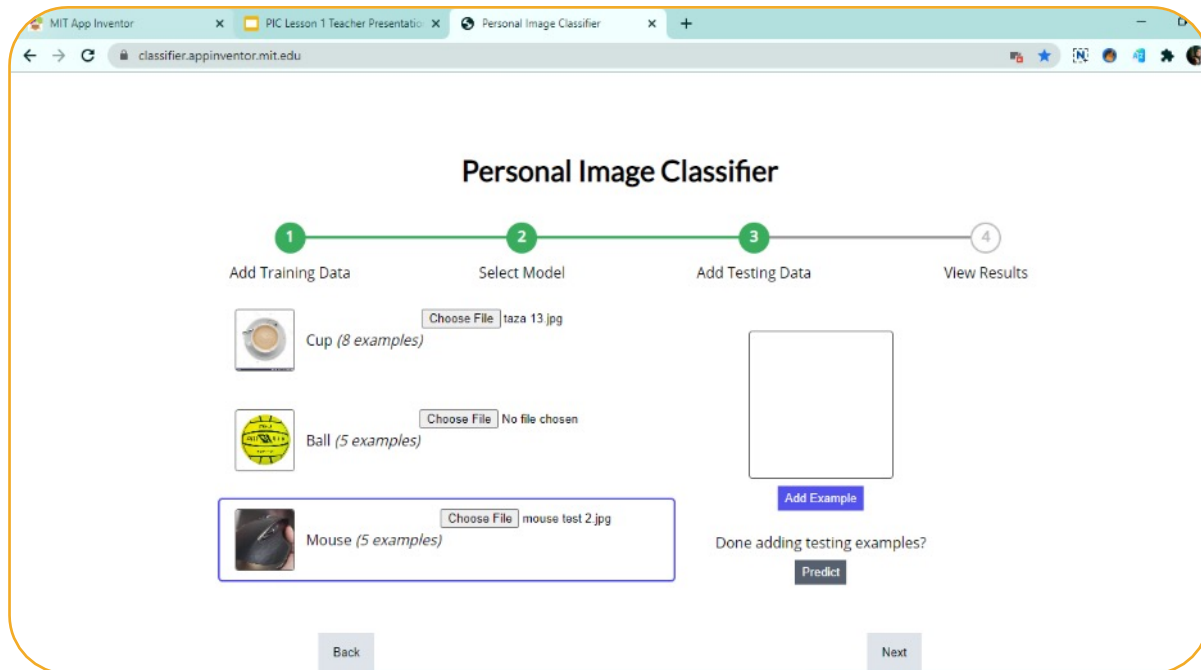 MIT App Inventor
PIC Lesson 1 Teacher Presentatio
Personal Image Classifier
classifier.appinventor.mit.edu
Personal Image Classifier
1
2
3
4
Add Training Data
Select Model
Add Testing Data
View Results
Choose File taza 13.jpg
Cup (8 examples)
Choose File No file chosen
Ball (5 examples)
Add Example
Choose File mouse test 2.jpg
Mouse (5 examples)
Done adding testing examples?
Predict
Back
Next